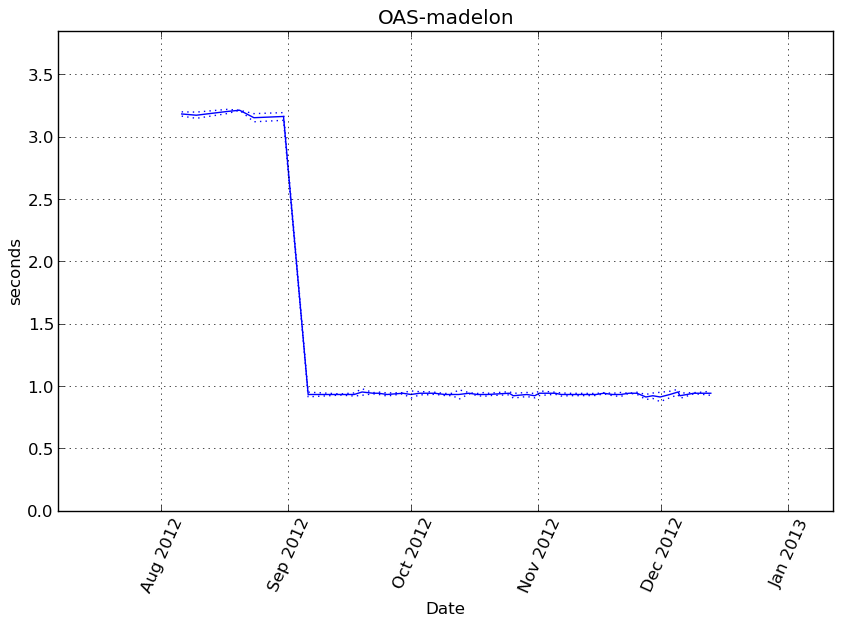 OAS-madelon
seconds
3.5
3.0
2.5
2.0
1.5
1.0
0.5
0.0
Aug 2012
Sep 2012
Oct 2012
Nov 2012
Dec 2012
Jan 2013
Date